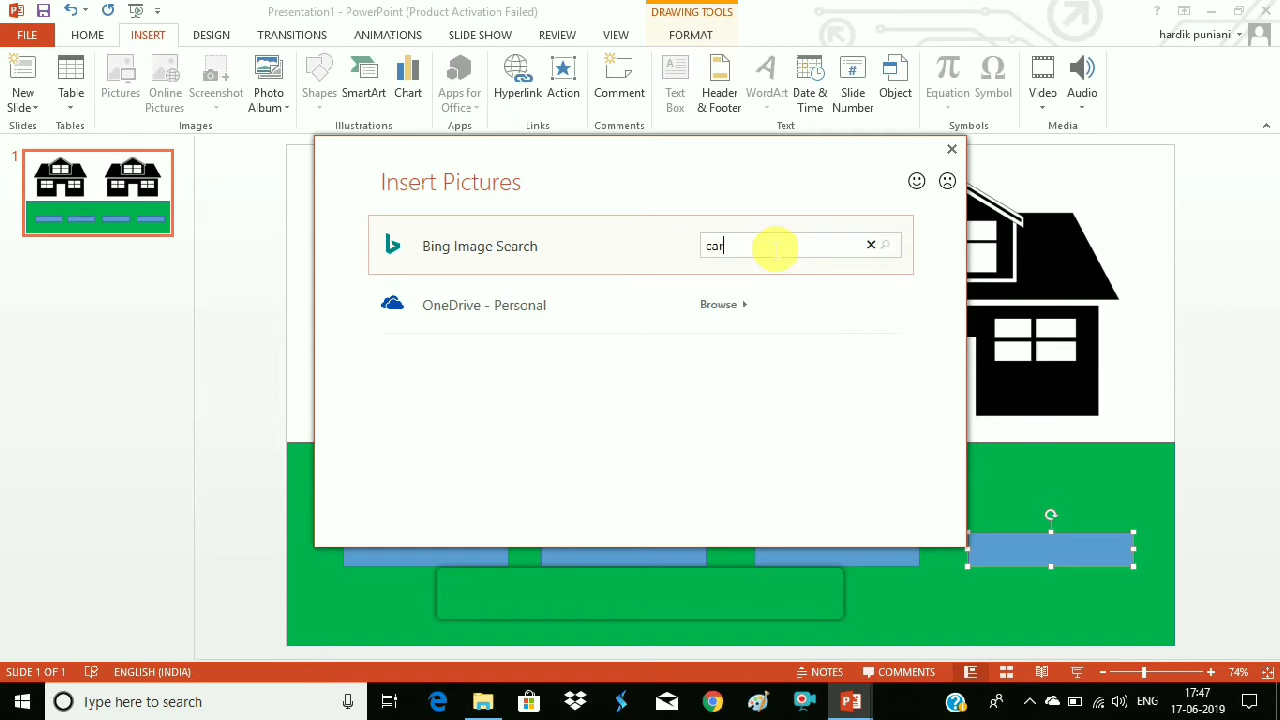 Presentation1 - PowerPoint (Product Activation Failed)
DRAWING TOOLS
?
FILE
HOME
INSERT
DESIGN
TRANSITIONS
ANIMATIONS
SLIDE SHOW
REVIEW
VIEW
FORMAT
hardik puniani
New Slide
Table
Pictures
Online Pictures
Screenshot
Photo Album
Shapes
SmartArt
Chart
Apps for Office
Hyperlink
Action
Comment
Text Box
Header & Footer
WordArt
Date & Time
Slide Number
Object
Equation
Symbol
Video
Audio
Slides
Tables
Images
Illustrations
Apps
Links
Comments
Text
Symbols
Media
1
Insert Pictures
Bing Image Search
car
OneDrive - Personal
Browse
SLIDE 1 OF 1
ENGLISH (INDIA)
NOTES
COMMENTS
74%
Type here to search
ENG
17:47
17-06-2019